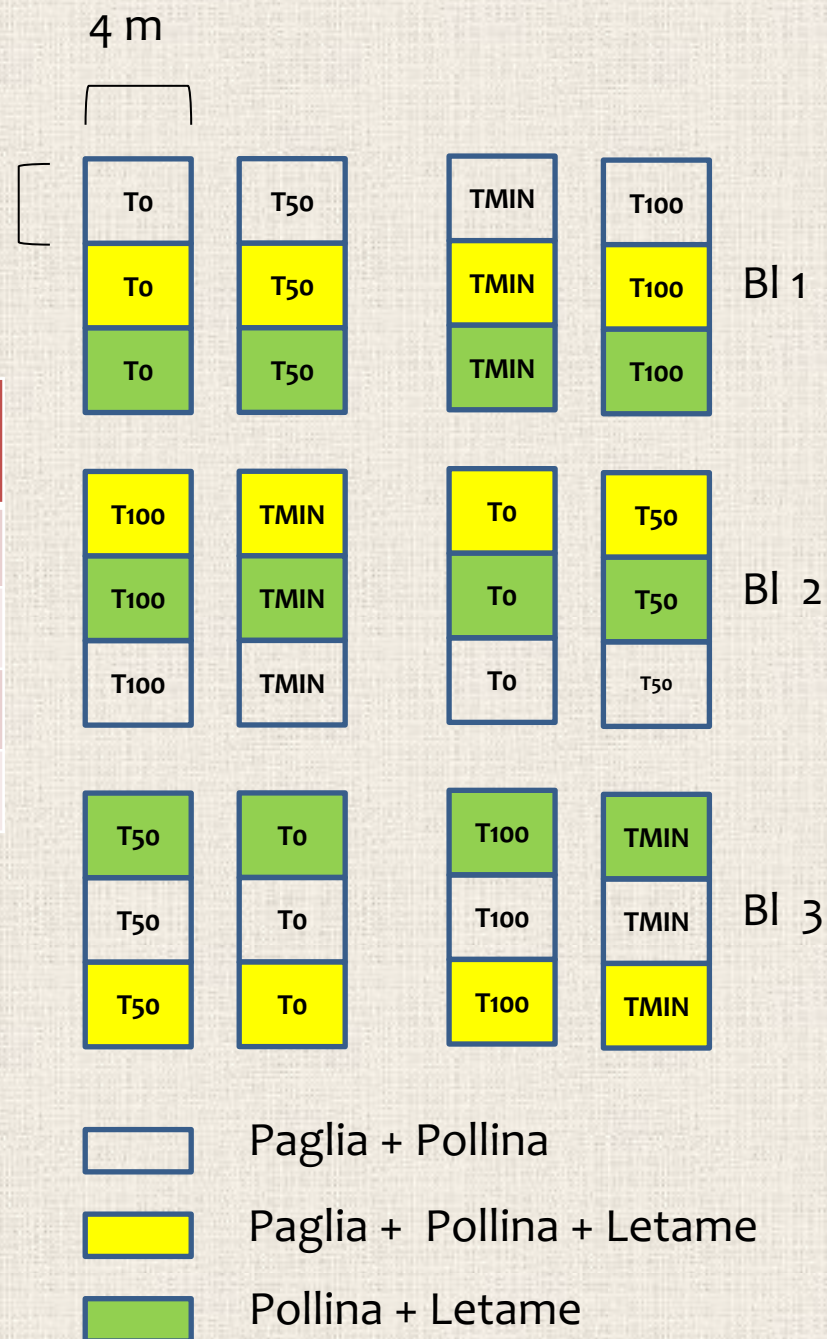 4 m
T0 T50 TMIN T100
T0 T50 TMIN T100
T0 T50 TMIN T100
Bl 1
T100 TMIN T0 T50
T100 TMIN T0 T50
T100 TMIN T0 T50
Bl 2
T50 T0 T100 TMIN
T50 T0 T100 TMIN
T50 T0 T100 TMIN
Bl 3
Paglia + Pollina
Paglia + Pollina + Letame
Pollina + Letame